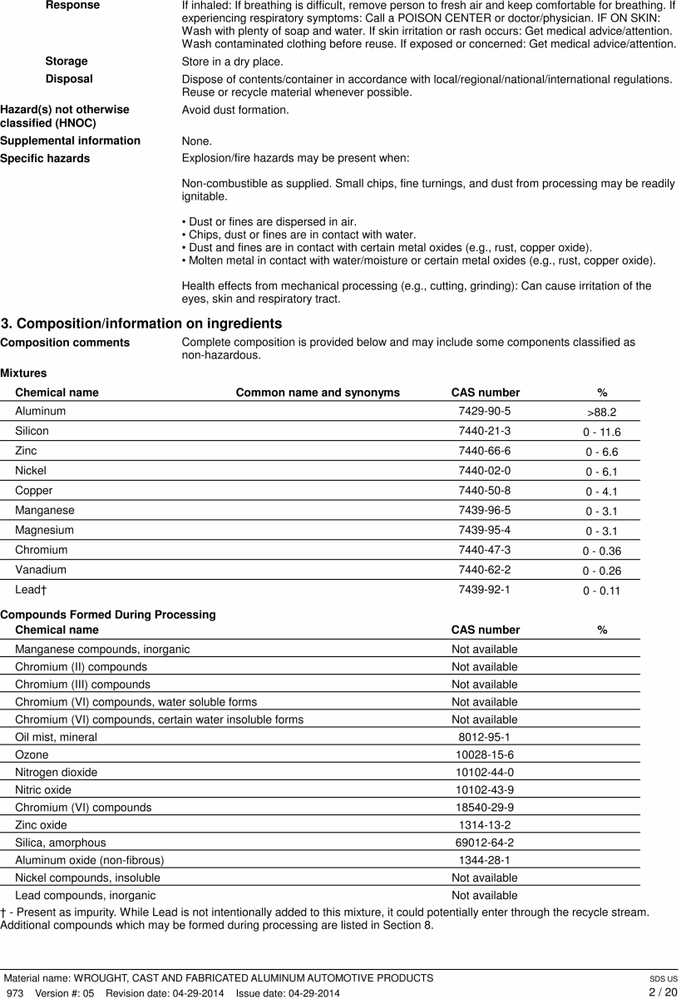 Response If inhaled: If breathing is difficult, remove person to fresh air and keep comfortable for breathing. If
experiencing respiratory symptoms: Call a POISON CENTER or doctor/physician. IF ON SKIN:
Wash with plenty of soap and water. If skin irritation or rash occurs: Get medical advice/attention.
Wash contaminated clothing before reuse. If exposed or concerned: Get medical advice/attention.
Storage Store in a dry place.
Disposal Dispose of contents/container in accordance with local/regional/national/international regulations.
Reuse or recycle material whenever possible.
Hazard(s) not otherwise Avoid dust formation.
classified (HNOC)
Supplemental information None.
Specific hazards Explosion/fire hazards may be present when:
Non-combustible as supplied. Small chips, fine turnings, and dust from processing may be readily
ignitable.
• Dust or fines are dispersed in air.
• Chips, dust or fines are in contact with water.
• Dust and fines are in contact with certain metal oxides (e.g., rust, copper oxide).
• Molten metal in contact with water/moisture or certain metal oxides (e.g., rust, copper oxide).
Health effects from mechanical processing (e.g., cutting, grinding): Can cause irritation of the
eyes, skin and respiratory tract.
3. Composition/information on ingredients
Composition comments Complete composition is provided below and may include some components classified as
non-hazardous.
Mixtures
Chemical name Common name and synonyms CAS number %
Aluminum 7429-90-5 >88.2
Silicon 7440-21-3 0 - 11.6
Zinc 7440-66-6 0 - 6.6
Nickel 7440-02-0 0 - 6.1
Copper 7440-50-8 0 - 4.1
Manganese 7439-96-5 0 - 3.1
Magnesium 7439-95-4 0 - 3.1
Chromium 7440-47-3 0 - 0.36
Vanadium 7440-62-2 0 - 0.26
Lead† 7439-92-1 0 - 0.11
Compounds Formed During Processing
Chemical name CAS number %
Manganese compounds, inorganic Not available
Chromium (II) compounds Not available
Chromium (III) compounds Not available
Chromium (VI) compounds, water soluble forms Not available
Chromium (VI) compounds, certain water insoluble forms Not available
Oil mist, mineral 8012-95-1
Ozone 10028-15-6
Nitrogen dioxide 10102-44-0
Nitric oxide 10102-43-9
Chromium (VI) compounds 18540-29-9
Zinc oxide 1314-13-2
Silica, amorphous 69012-64-2
Aluminum oxide (non-fibrous) 1344-28-1
Nickel compounds, insoluble Not available
Lead compounds, inorganic Not available
† - Present as impurity. While Lead is not intentionally added to this mixture, it could potentially enter through the recycle stream.
Additional compounds which may be formed during processing are listed in Section 8.
Material name: WROUGHT, CAST AND FABRICATED ALUMINUM AUTOMOTIVE PRODUCTS SDS US
973 Version #: 05 Revision date: 04-29-2014 Issue date: 04-29-2014 2 / 20